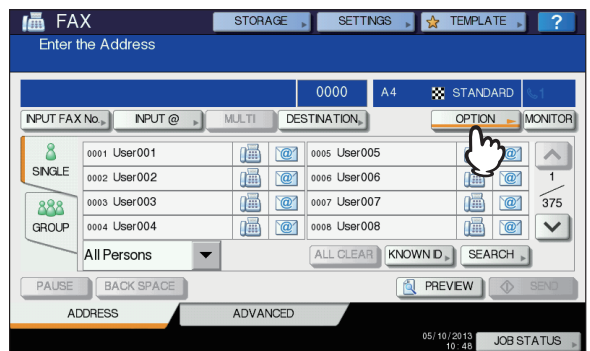 FAX STORAGE SETTINGS TEMPLATE ?
Enter the Address
0000 A4 STANDARD 1
INPUT FAX No. INPUT @ MULTI DESTINATION OPTION MONITOR
SINGLE
0001 User001 0005 User005
0002 User002 0006 User006
0003 User003 0007 User007
0004 User004 0008 User008
1
375
GROUP
All Persons ALL CLEAR KNOWN ID SEARCH
PAUSE BACK SPACE PREVIEW SEND
ADDRESS ADVANCED
05/10/2013
10:48
JOB STATUS